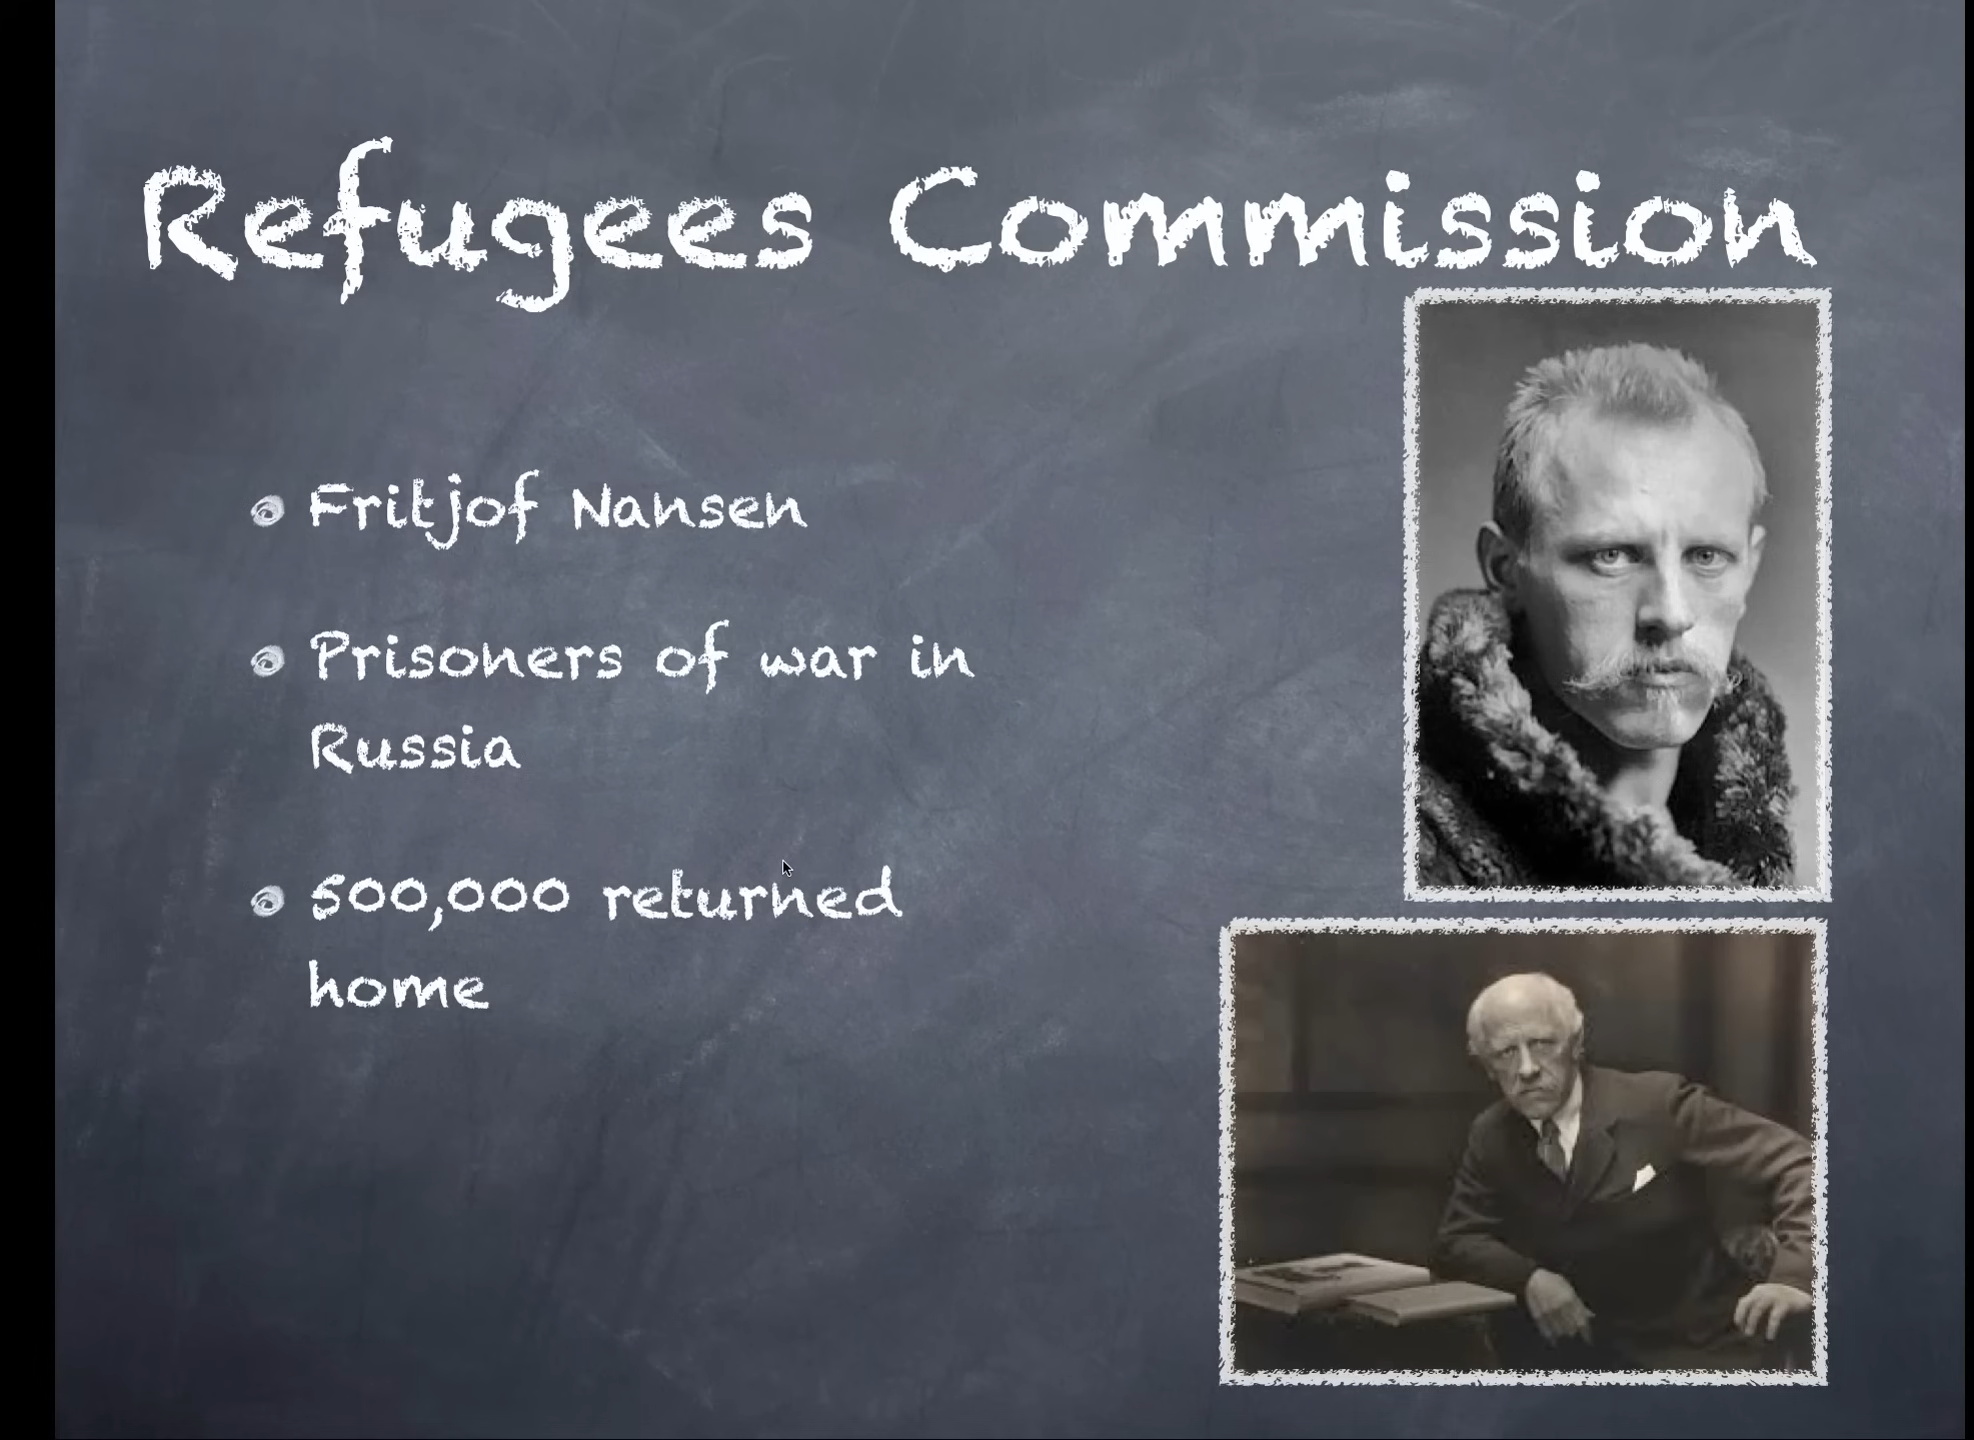 Refugees Commission
Fritjof Nansen
Prisoners of war in
Russia
500,000 returned
home